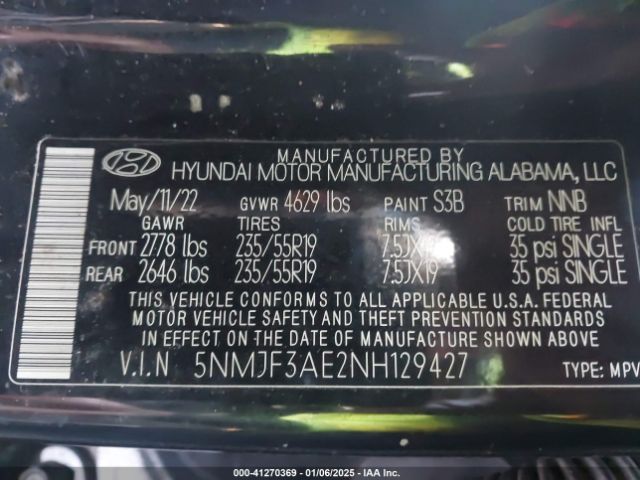 MANUFACTURED BY
HYUNDAI MOTOR MANUFACTURING ALABAMA, LLC
May/11/22 GVWR 4629 lbs PAINT S3B TRIM NNB
GAWR TIRES RIMS COLD TIRE INFL
FRONT 2778 lbs 235/55R19 7.5JX19 35 psi SINGLE
REAR 2646 lbs 235/55R19 7.5JX19 35 psi SINGLE
THIS VEHICLE CONFORMS TO ALL APPLICABLE U.S.A. FEDERAL
MOTOR VEHICLE SAFETY AND THEFT PREVENTION STANDARDS
IN EFFECT ON THE DATE OF MANUFACTURE SHOWN ABOVE.
V.I.N 5NMJF3AE2NH129427 TYPE: MPV
000-41270369 - 01/06/2025 - IAA Inc.